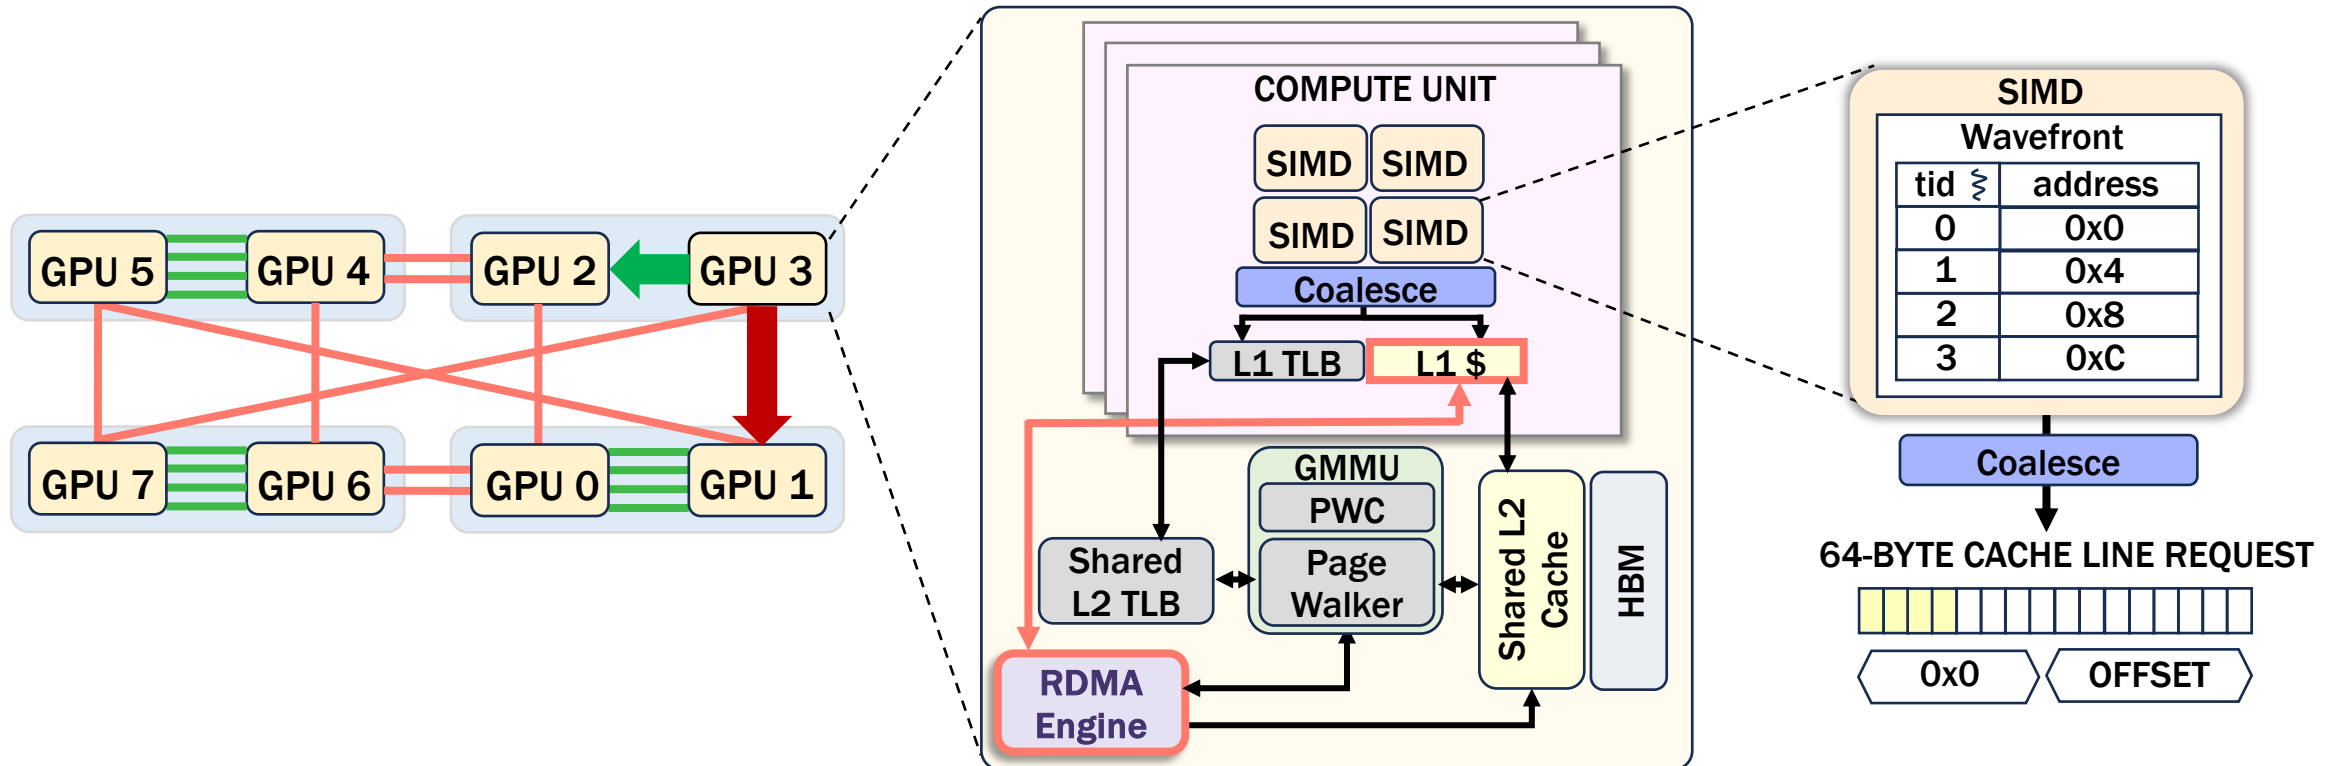 GPU 5
GPU 4
GPU 2
GPU 3
GPU 7
GPU 6
GPU 0
GPU 1
COMPUTE UNIT
SIMD
SIMD
SIMD
SIMD
Coalesce
L1 TLB
L1 $
GMMU
PWC
Page
Walker
Shared
L2 TLB
Shared L2
Cache
HBM
RDMA
Engine
SIMD
Wavefront
tid address
0 0x0
1 0x4
2 0x8
3 0xC
Coalesce
64-BYTE CACHE LINE REQUEST
0x0 OFFSET